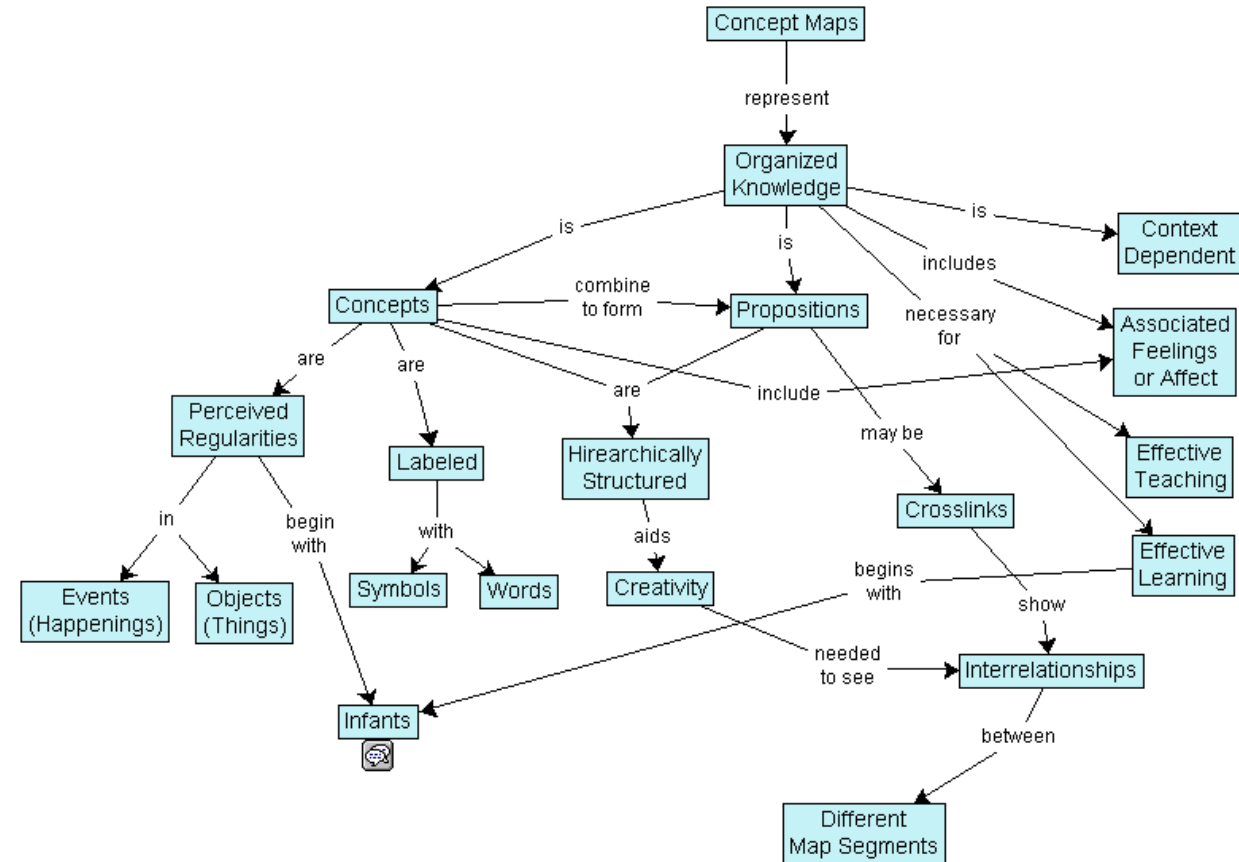 Concept Maps
represent
Organized
Knowledge
is
is
is
Context
Dependent
includes
combine
to form
Concepts
Propositions
necessary
for
Associated
Feelings
or Affect
are
are
are
include
Perceived
Regularities
may be
Labeled
Hirearchically
Structured
Effective
Teaching
Crosslinks
in
begin
with
with
aids
Effective
Learning
Events
(Happenings)
Objects
(Things)
Symbols
Words
Creativity
begins
with
show
needed
to see
Interrelationships
Infants
between
Different
Map Segments